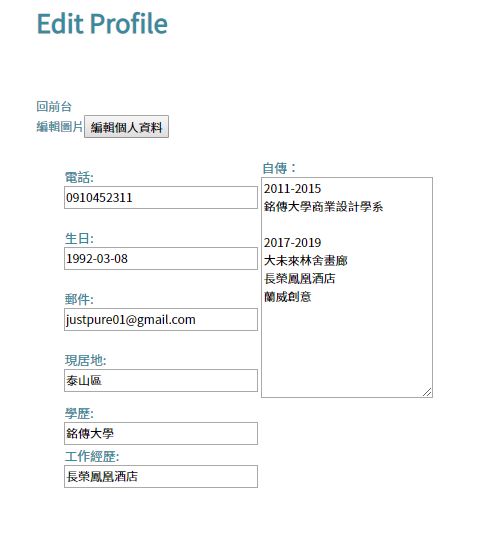 Edit Profile
回前台
編輯圖片 編輯個人資料
電話:
0910452311
生日:
1992-03-08
郵件:
justpure01@gmail.com
現居地:
泰山區
學歷:
銘傳大學
工作經歷:
長榮鳳凰酒店
自傳：
2011-2015
銘傳大學商業設計學系
2017-2019
大未來林舍畫廊
長榮鳳凰酒店
蘭威創意